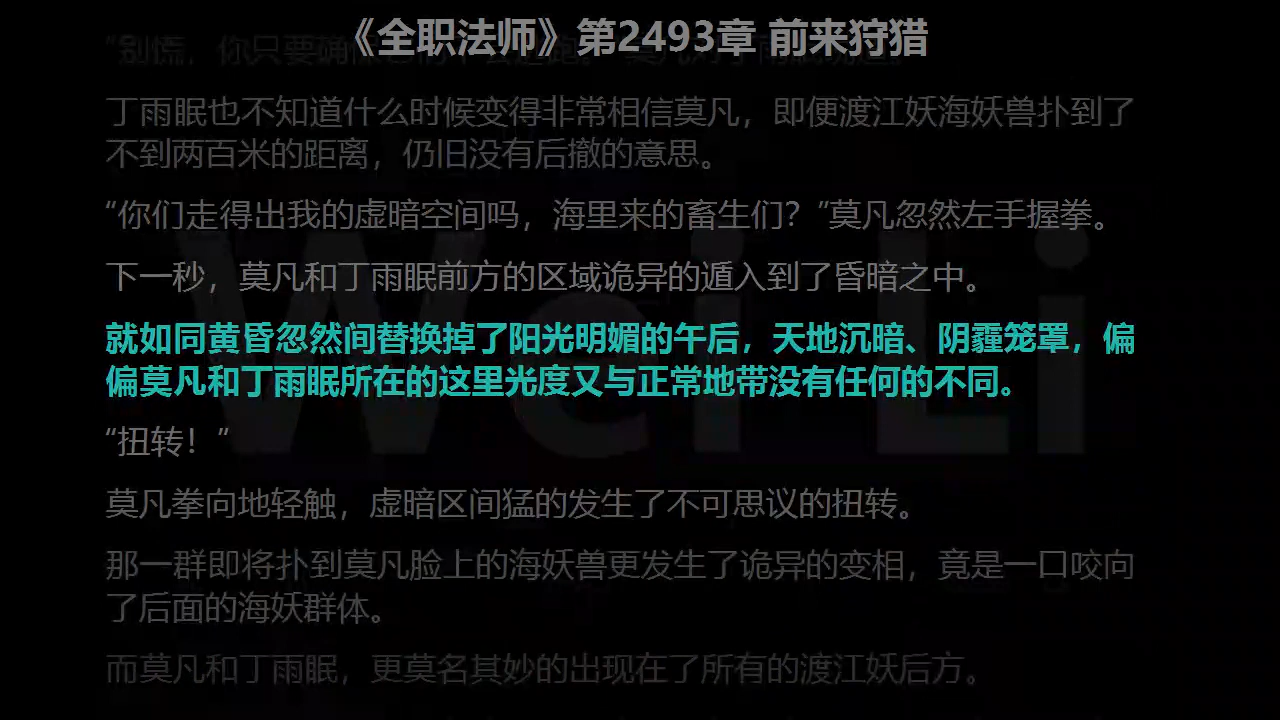 《全职法师》第2493章 前来狩猎
“别慌，你只要确保
丁雨眠也不知道什么时候变得非常相信莫凡，即便渡江妖海妖兽扑到了
不到两百米的距离，仍旧没有后撤的意思。
“你们走得出我的虚暗空间吗，海里来的畜生们？”莫凡忽然左手握拳。
下一秒，莫凡和丁雨眠前方的区域诡异的遁入到了昏暗之中。
就如同黄昏忽然间替换掉了阳光明媚的午后，天地沉暗、阴霾笼罩，偏
偏莫凡和丁雨眠所在的这里光度又与正常地带没有任何的不同。
“扭转！”
莫凡拳向地轻触，虚暗区间猛的发生了不可思议的扭转。
那一群即将扑到莫凡脸上的海妖兽更发生了诡异的变相，竟是一口咬向
了后面的海妖群体。
而莫凡和丁雨眠，更莫名其妙的出现在了所有的渡江妖后方。
Wei Li